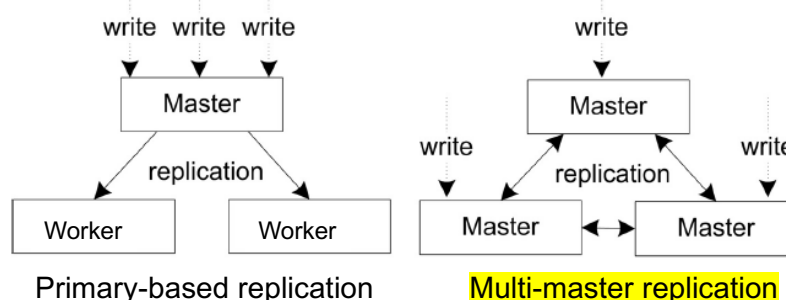 write write write
Master
replication
Worker Worker
Primary-based replication
write
Master
write
write
replication
Master
Master
Multi-master replication